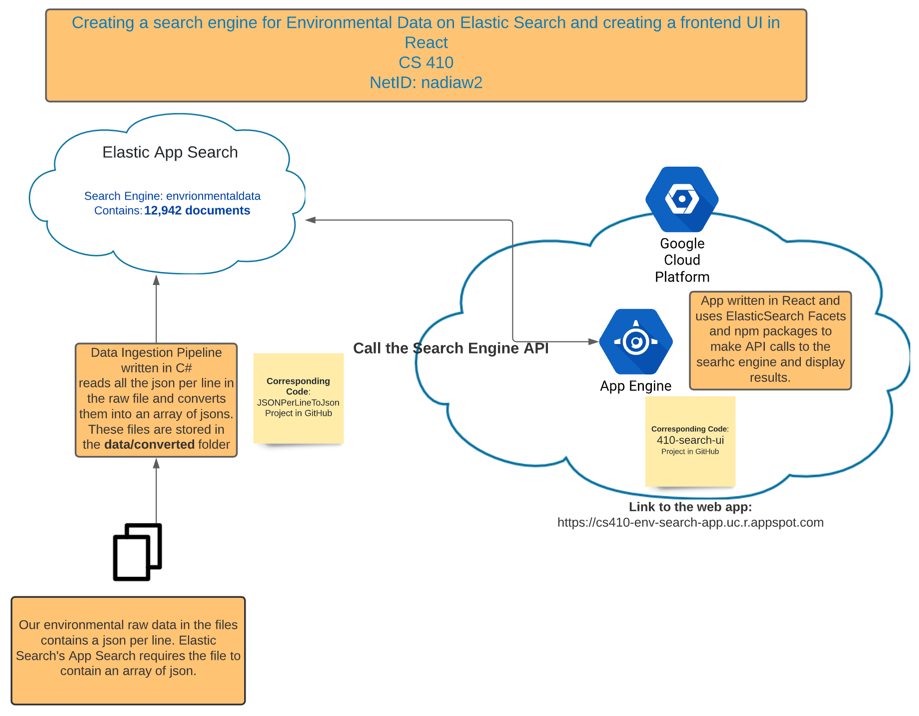 Creating a search engine for Environmental Data on Elastic Search and creating a frontend UI in
React
CS 410
NetID: nadiaw2
Elastic App Search
Search Engine: envrionmentaldata
Contains: 12,942 documents
Google
Cloud
Platform
App written in React and
uses ElasticSearch Facets
and npm packages to
make API calls to the
searhc engine and display
results.
Call the Search Engine API
App Engine
Data Ingestion Pipeline
written in C#
reads all the json per line in
the raw file and converts
them into an array of jsons.
These files are stored in
the data/converted folder
Corresponding
Code:
JSONPerLineToJson
Project in GitHub
Corresponding Code:
410-search-ui
Project in GitHub
Link to the web app:
https://cs410-env-search-app.uc.r.appspot.com
Our environmental raw data in the files
contains a json per line. Elastic
Search's App Search requires the file to
contain an array of json.